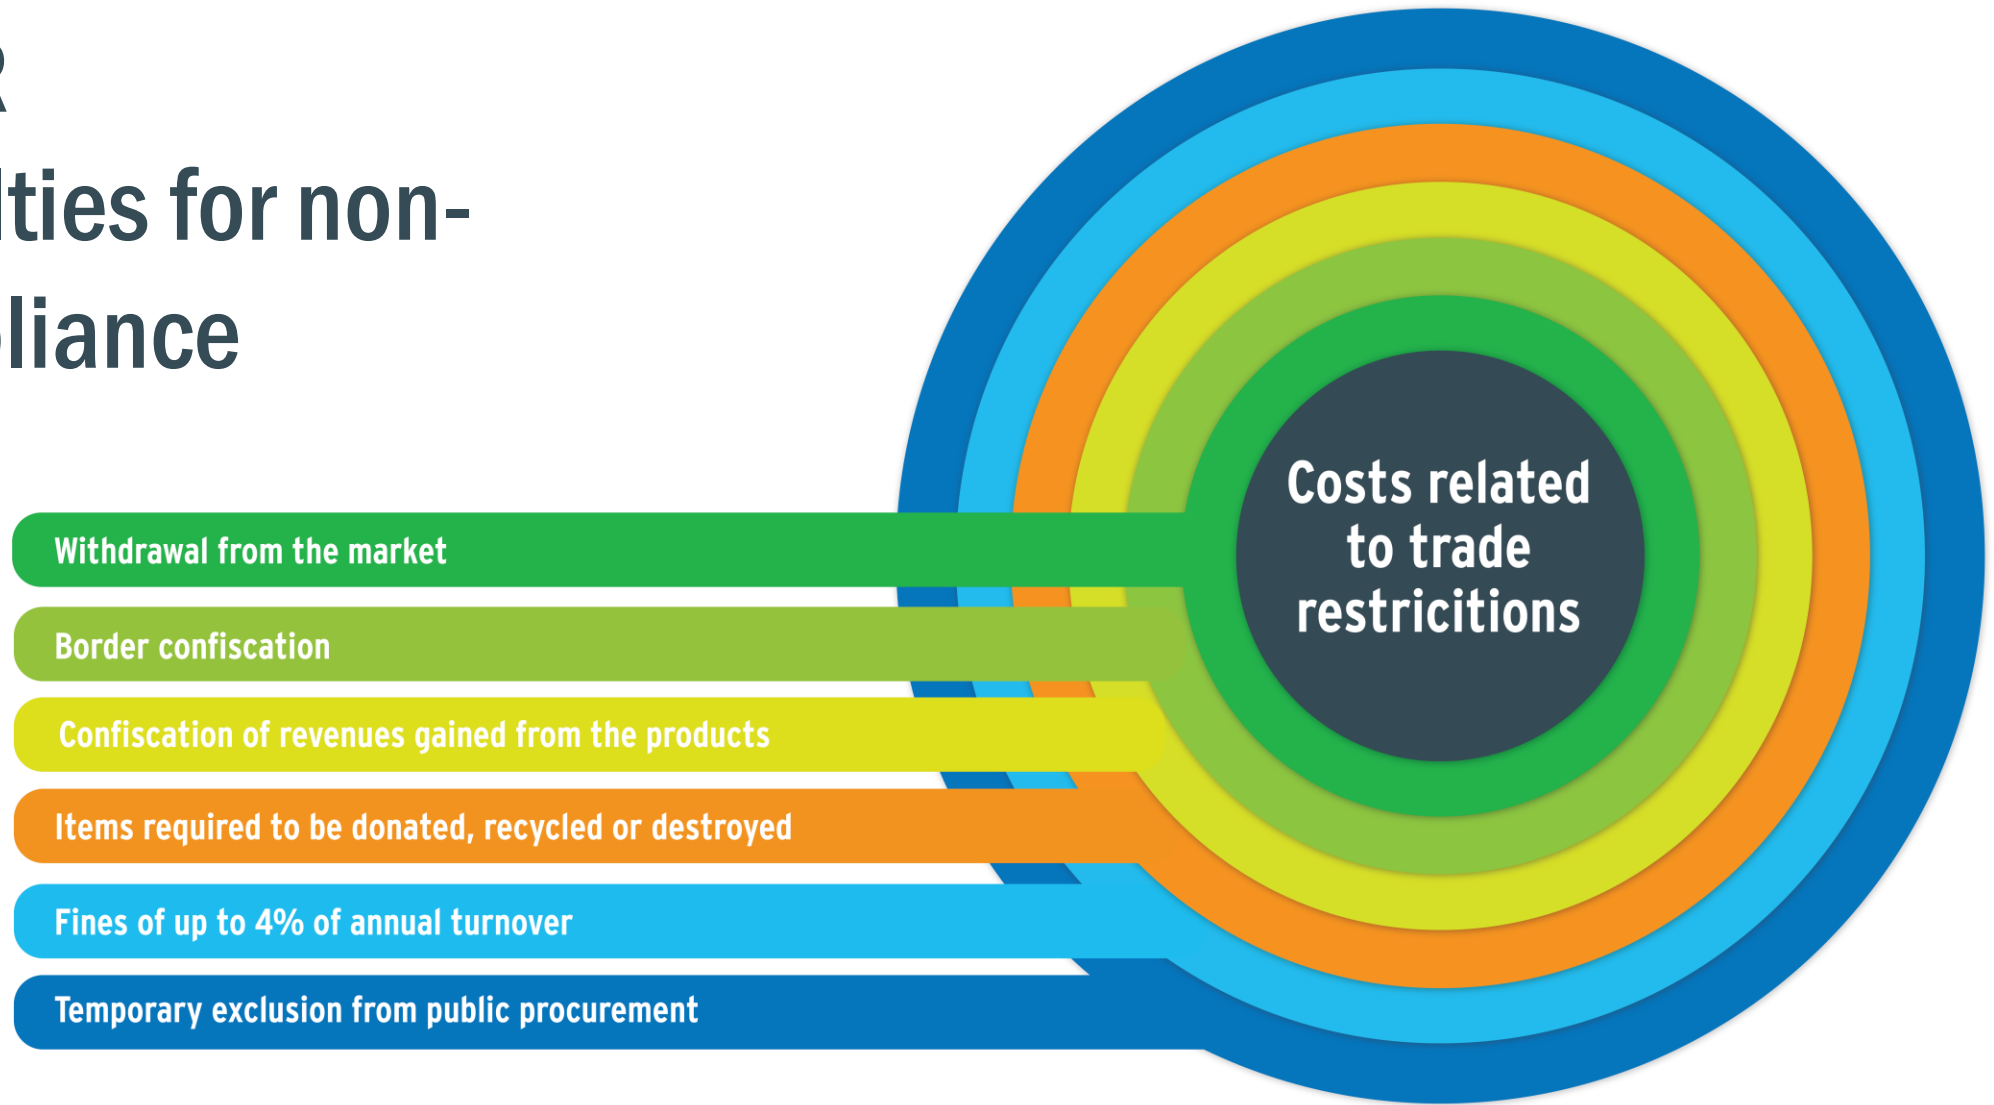 R
lties for non-
liance
Withdrawal from the market
Border confiscation
Confiscation of revenues gained from the products
Items required to be donated, recycled or destroyed
Fines of up to 4% of annual turnover
Temporary exclusion from public procurement
Costs related
to trade
restricitions